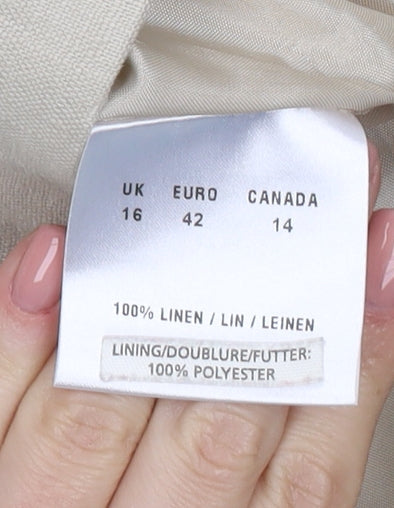 UK EURO CANADA
16 42 14
100% LINEN / LIN / LEINEN
LINING/DOUBLURE/FUTTER:
100% POLYESTER